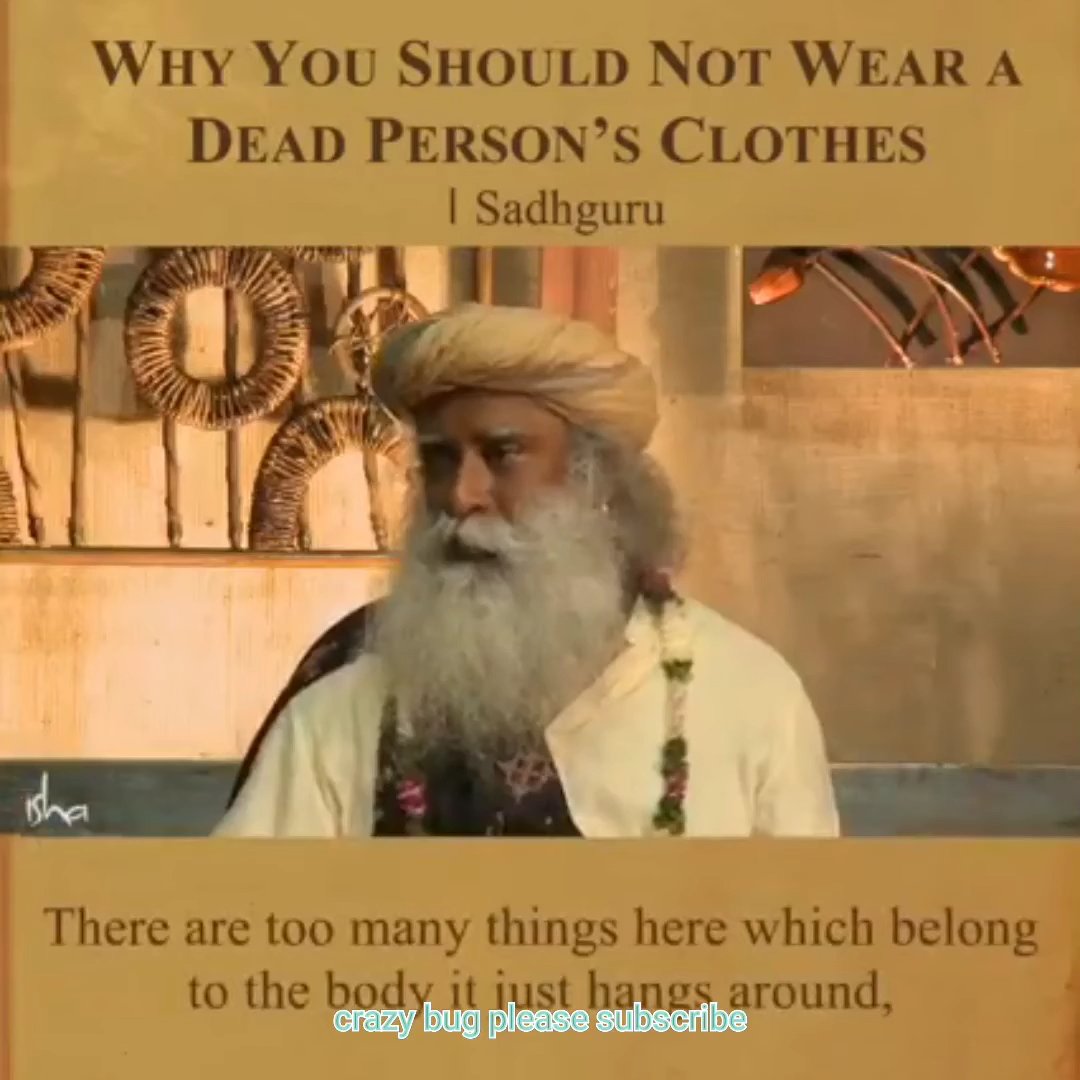 WHY YOU SHOULD NOT WEAR A
DEAD PERSON'S CLOTHES
| Sadhguru
isha
There are too many things here which belong
to the body it just hangs around,
crazy bug please subscribe